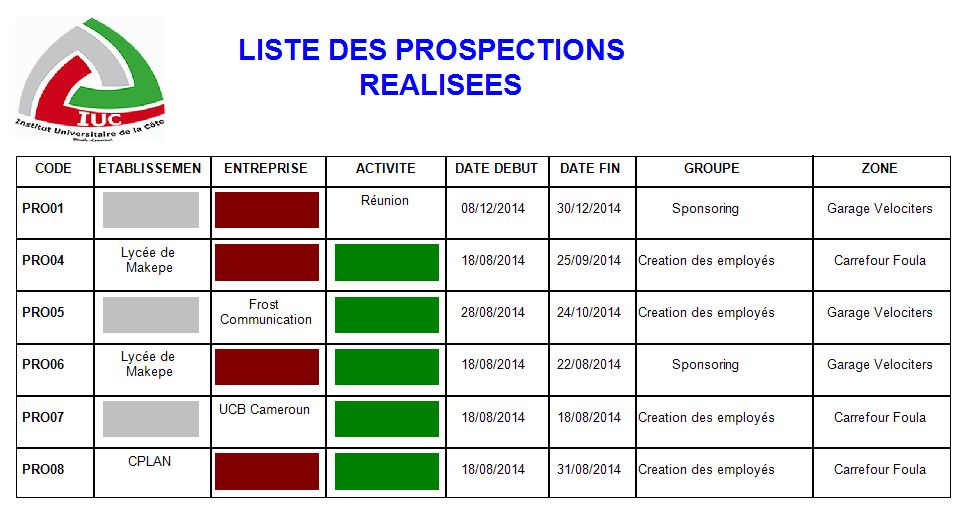 LISTE DES PROSPECTIONS
REALISEES
IUC
Institut Universitaire de la Côte
CODE ETABLISSEMEN ENTREPRISE ACTIVITE DATE DEBUT DATE FIN GROUPE ZONE
PRO01 Réunion 08/12/2014 30/12/2014 Sponsoring Garage Velociters
PRO04 Lycée de
Makepe 18/08/2014 25/09/2014 Creation des employés Carrefour Foula
PRO05 Frost
Communication 28/08/2014 24/10/2014 Creation des employés Garage Velociters
PRO06 Lycée de
Makepe 18/08/2014 22/08/2014 Sponsoring Garage Velociters
PRO07 UCB Cameroun 18/08/2014 18/08/2014 Creation des employés Carrefour Foula
PRO08 CPLAN 18/08/2014 31/08/2014 Creation des employés Carrefour Foula